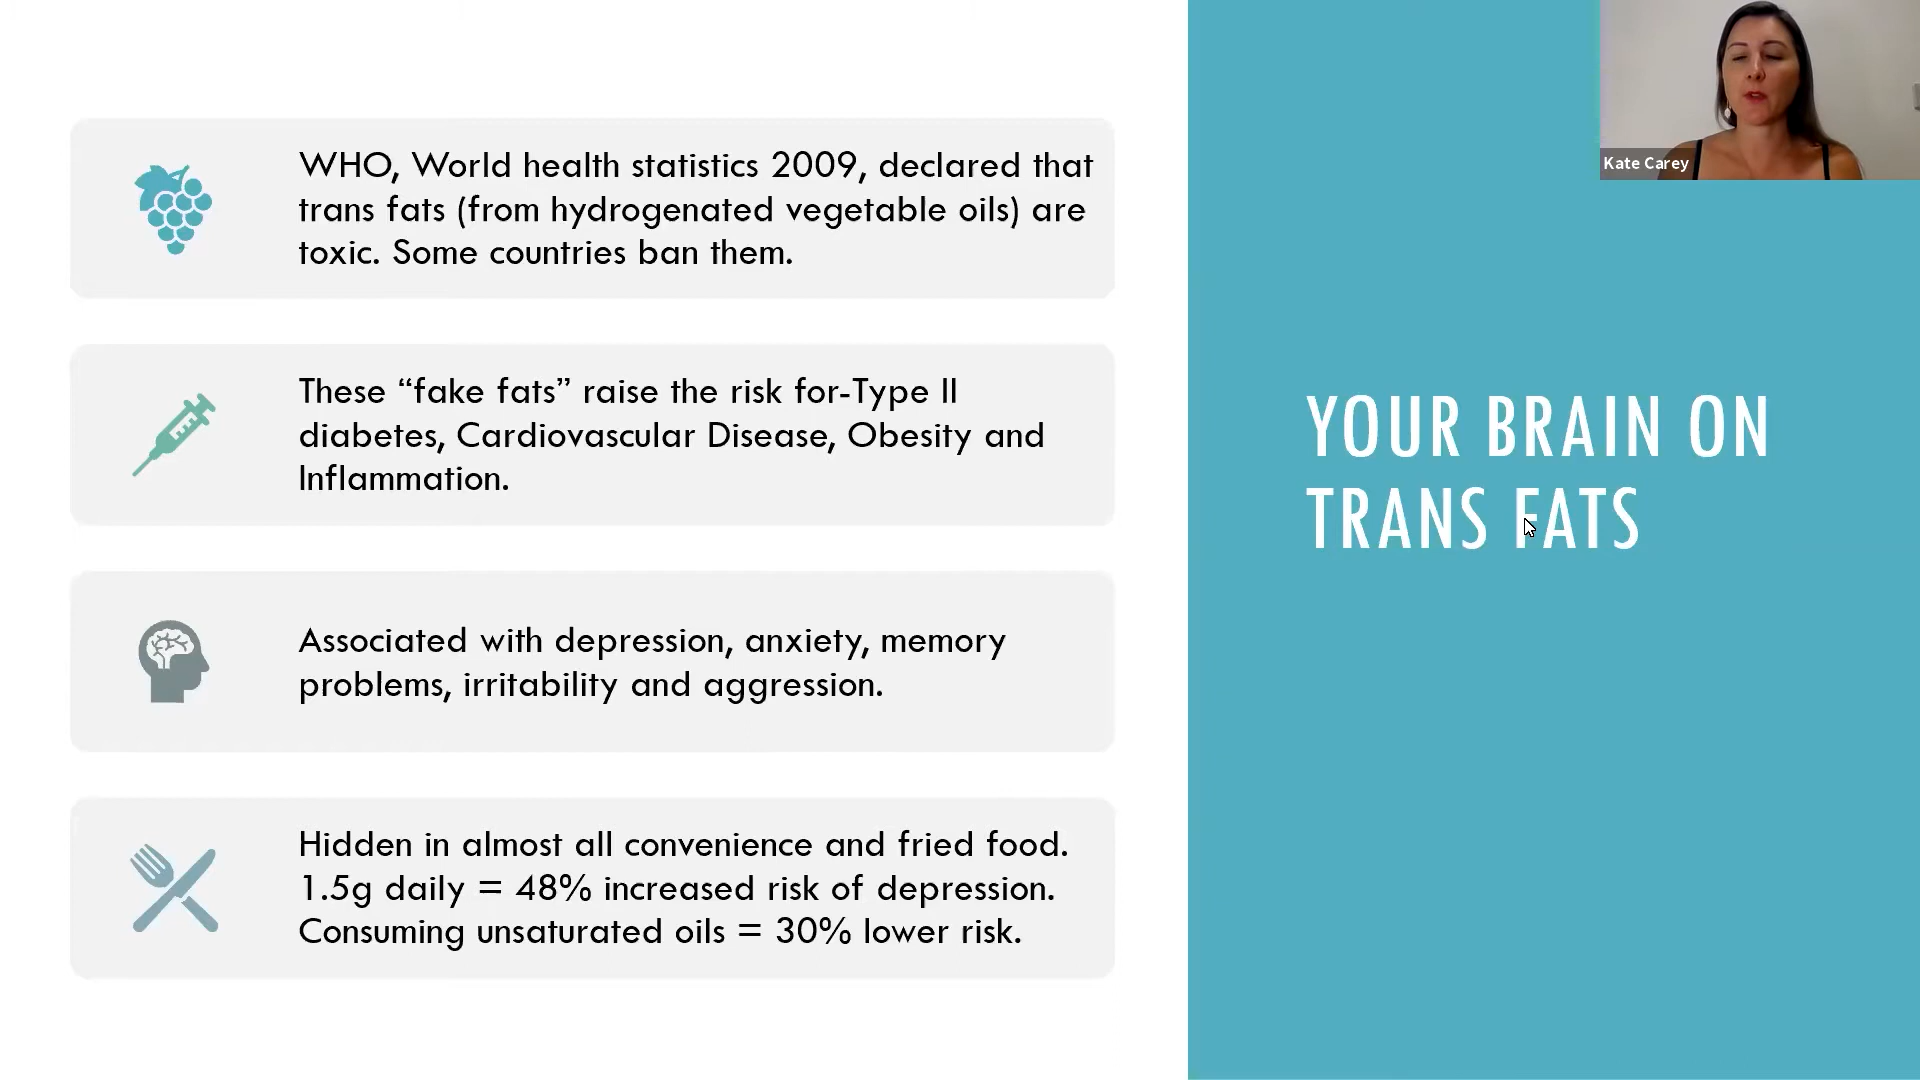 WHO, World health statistics 2009, declared that
trans fats (from hydrogenated vegetable oils) are
toxic. Some countries ban them.
These “fake fats” raise the risk for-Type II
diabetes, Cardiovascular Disease, Obesity and
Inflammation.
Associated with depression, anxiety, memory
problems, irritability and aggression.
Hidden in almost all convenience and fried food.
1.5g daily = 48% increased risk of depression.
Consuming unsaturated oils = 30% lower risk.
YOUR BRAIN ON
TRANS FATS
Kate Carey